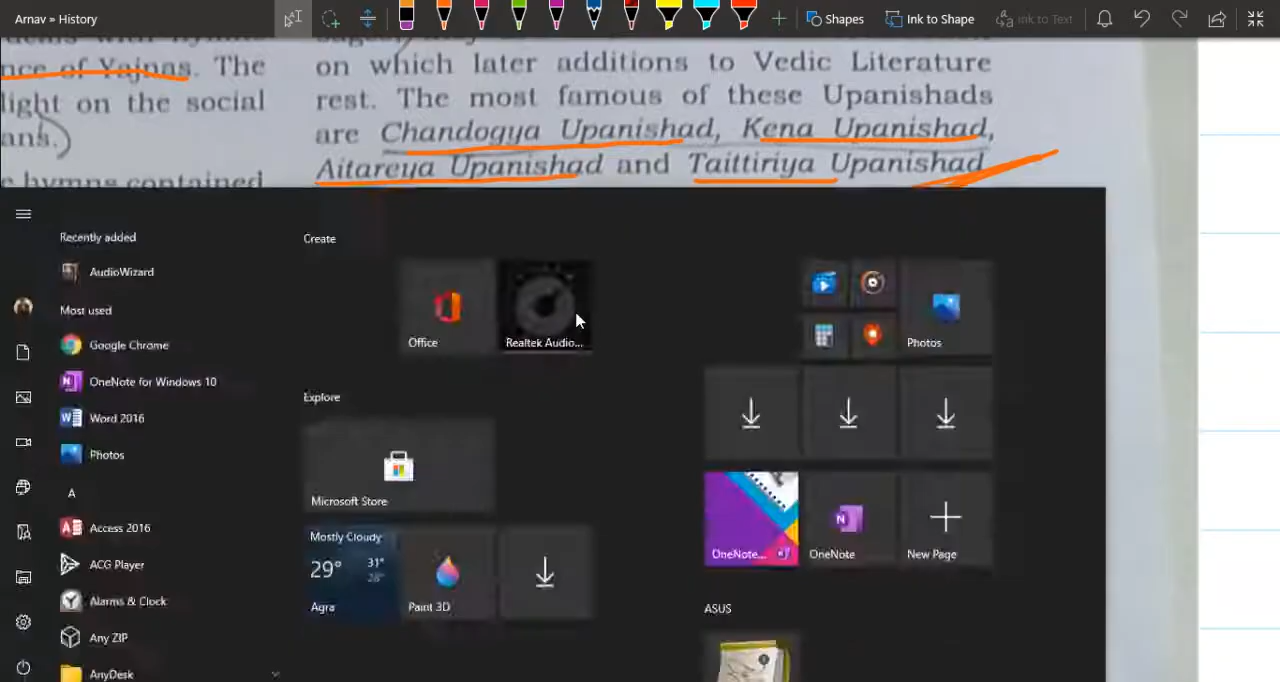 Arnav » History
Shapes
Ink to Shape
Ink to Text
nce of Yajnas. The
light on the social
ans.)
e hymns contained
on which later additions to Vedic Literature
rest. The most famous of these Upanishads
are Chandogya Upanishad, Kena Upanishad,
Aitareya Upanishad and Taittiriya Upanishad
Recently added
AudioWizard
Most used
Google Chrome
OneNote for Windows 10
Word 2016
Photos
A
Access 2016
ACG Player
Alarms & Clock
Any ZIP
AnyDesk
Create
Office
Realtek Audio...
Explore
Microsoft Store
Mostly Cloudy
29° 31°
28°
Agra
Paint 3D
Photos
OneNote...
OneNote
New Page
ASUS